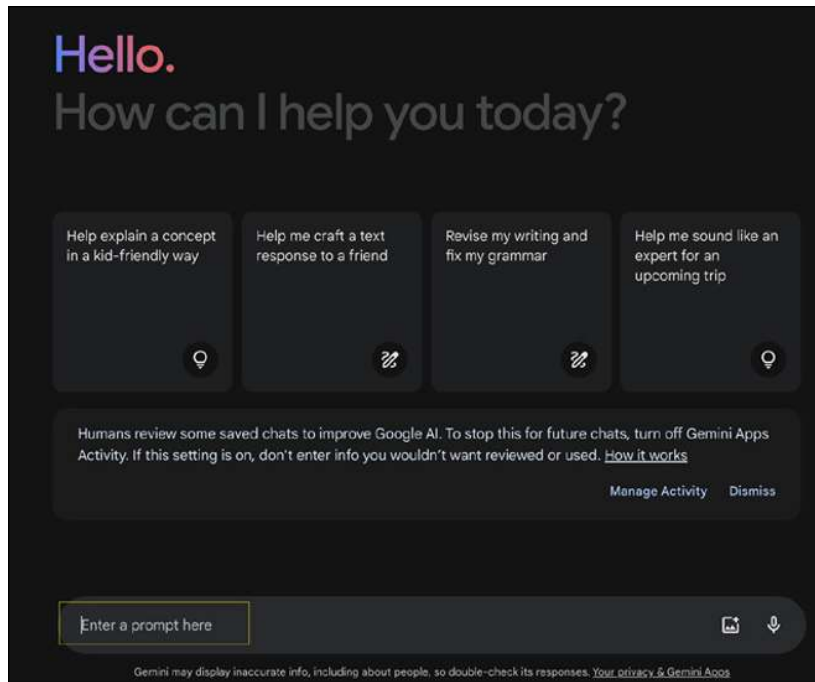 Hello.
How can I help you today?
Help explain a concept
in a kid-friendly way
Help me craft a text
response to a friend
Revise my writing and
fix my grammar
Help me sound like an
expert for an
upcoming trip
Humans review some saved chats to improve Google AI. To stop this for future chats, turn off Gemini Apps
Activity. If this setting is on, don't enter info you wouldn't want reviewed or used. How it works
Manage Activity Dismiss
Enter a prompt here
Gemini may display inaccurate info, including about people, so double-check its responses. Your privacy & Gemini Apps